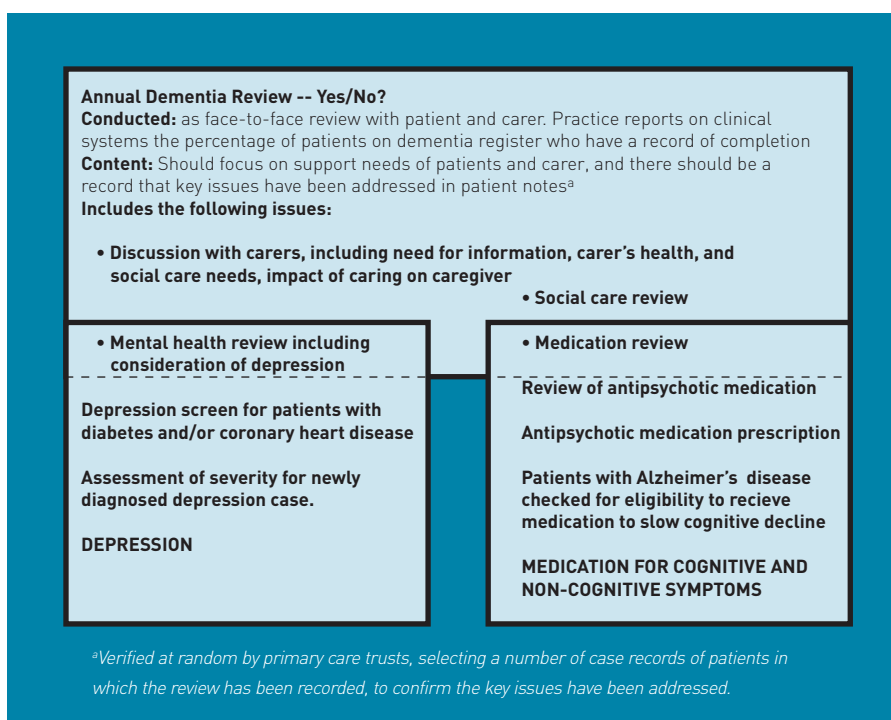 Annual Dementia Review -- Yes/No?
Conducted: as face-to-face review with patient and carer. Practice reports on clinical
systems the percentage of patients on dementia register who have a record of completion
Content: Should focus on support needs of patients and carer, and there should be a
record that key issues have been addressed in patient notesᵃ
Includes the following issues:
• Discussion with carers, including need for information, carer's health, and
social care needs, impact of caring on caregiver
• Social care review
• Mental health review including
consideration of depression
Depression screen for patients with
diabetes and/or coronary heart disease
Assessment of severity for newly
diagnosed depression case.
DEPRESSION
• Medication review
Review of antipsychotic medication
Antipsychotic medication prescription
Patients with Alzheimer's disease
checked for eligibility to recieve
medication to slow cognitive decline
MEDICATION FOR COGNITIVE AND
NON-COGNITIVE SYMPTOMS
ᵃVerified at random by primary care trusts, selecting a number of case records of patients in
which the review has been recorded, to confirm the key issues have been addressed.